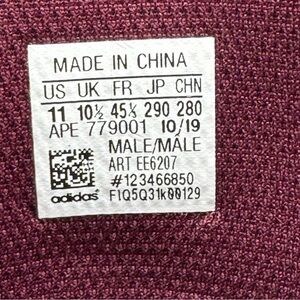 MADE IN CHINA
US UK FR JP CHN
11 10½ 45⅓ 290 280
APE 779001 10/19
MALE/MÂLE
ART EE6207
#123466850
adidas F1Q5Q31k00129